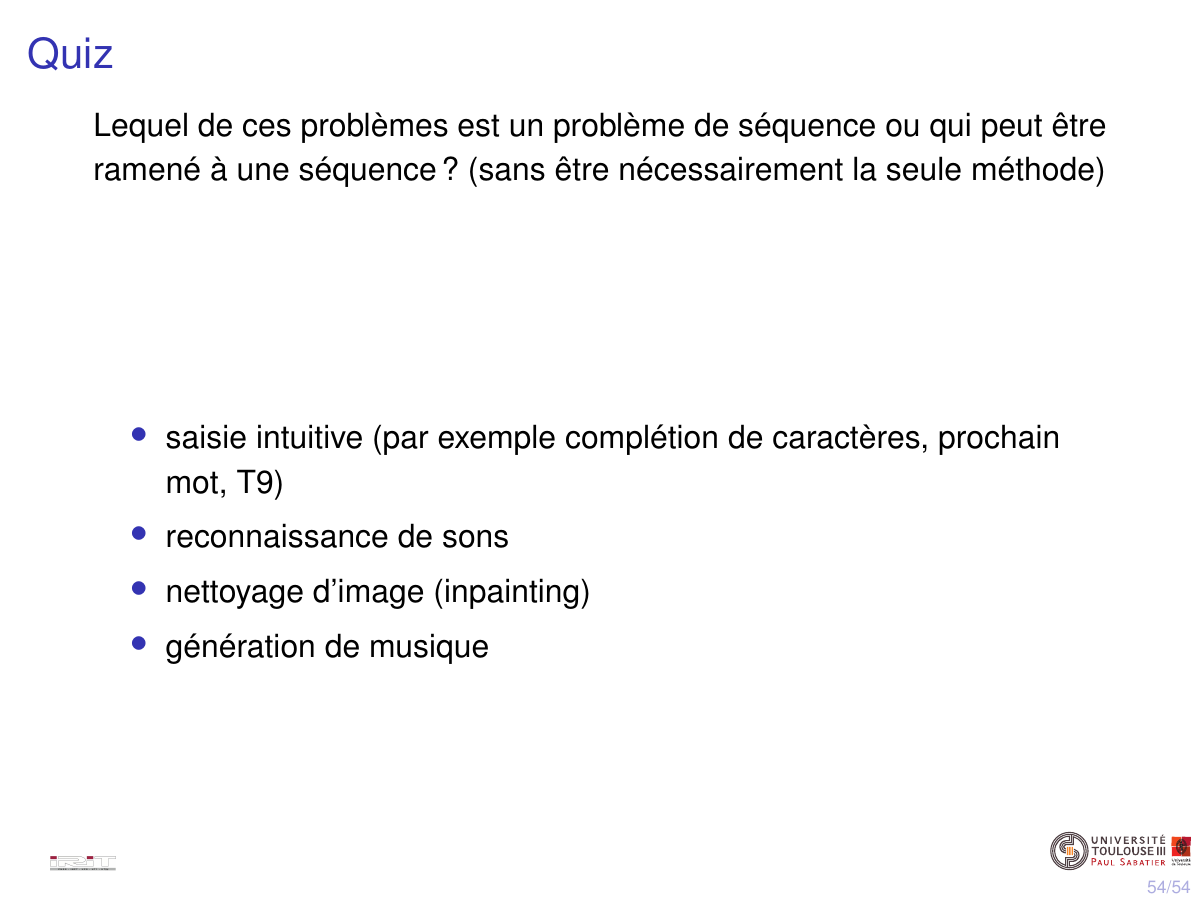 Quiz
Lequel de ces problèmes est un problème de séquence ou qui peut être
ramené à une séquence ? (sans être nécessairement la seule méthode)
• saisie intuitive (par exemple complétion de caractères, prochain
mot, T9)
• reconnaissance de sons
• nettoyage d'image (inpainting)
• génération de musique
IRIT
UNIVERSITÉ
TOULOUSE III
PAUL SABATIER
54/54